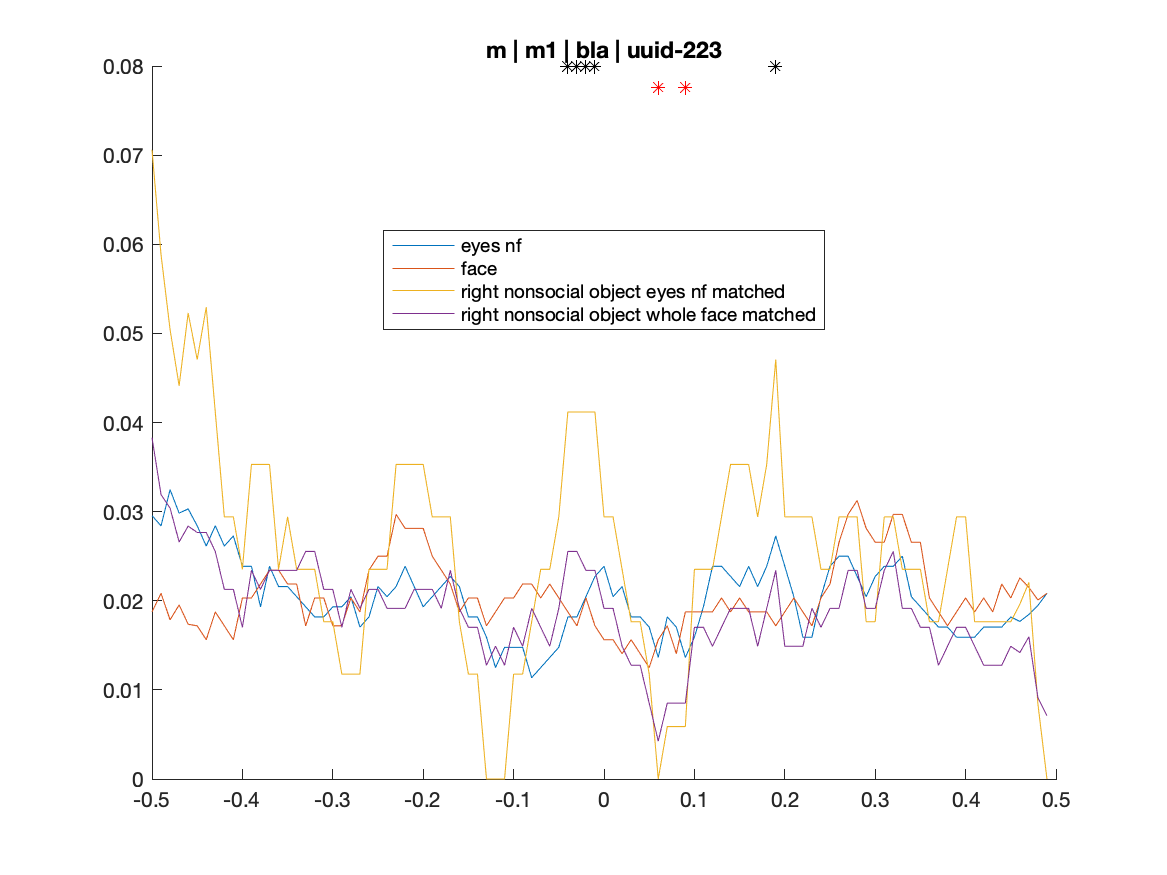 m | m1 | bla | uuid-223
0.08
0.07
0.06
0.05
0.04
0.03
0.02
0.01
0
eyes nf
face
right nonsocial object eyes nf matched
right nonsocial object whole face matched
-0.5 -0.4 -0.3 -0.2 -0.1 0 0.1 0.2 0.3 0.4 0.5